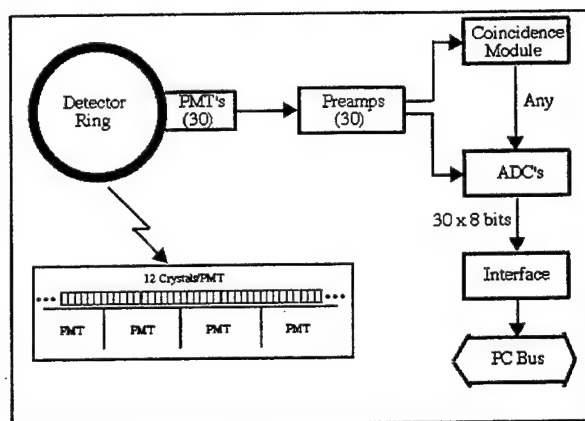 Detector
Ring
PMT's
(30)
Preamps
(30)
Coincidence
Module
Any
ADC's
30 x 8 bits
Interface
PC Bus
12 Crystals/PMT
PMT PMT PMT PMT